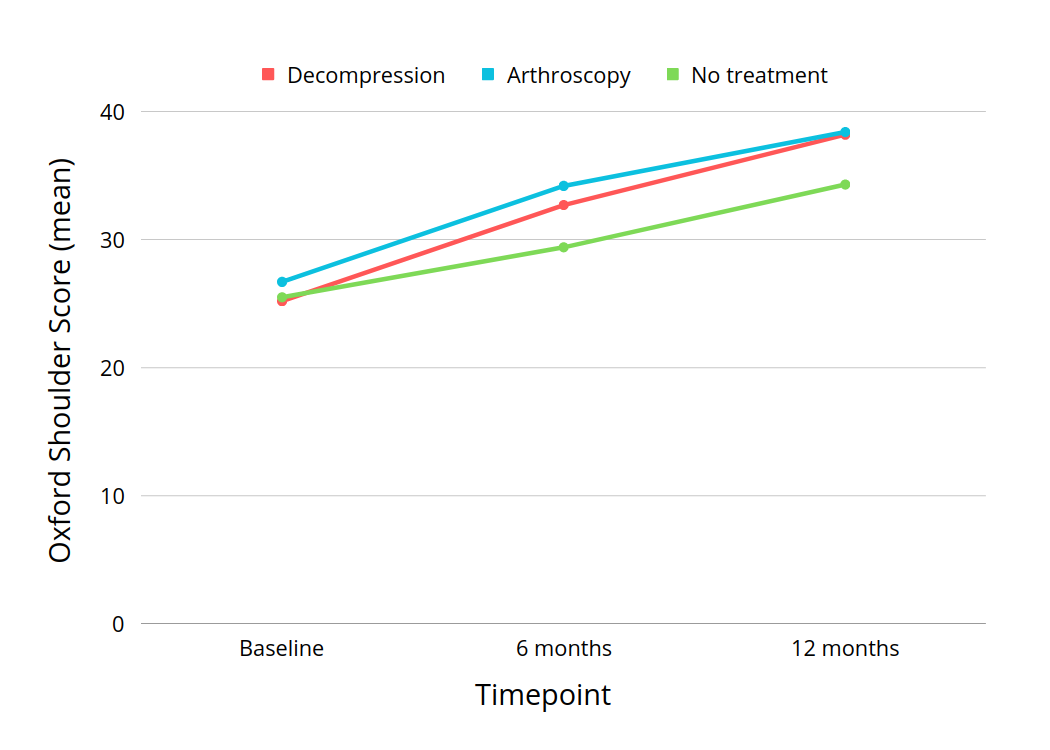 Decompression Arthroscopy No treatment
40
30
20
10
0
Oxford Shoulder Score (mean)
Baseline 6 months 12 months
Timepoint